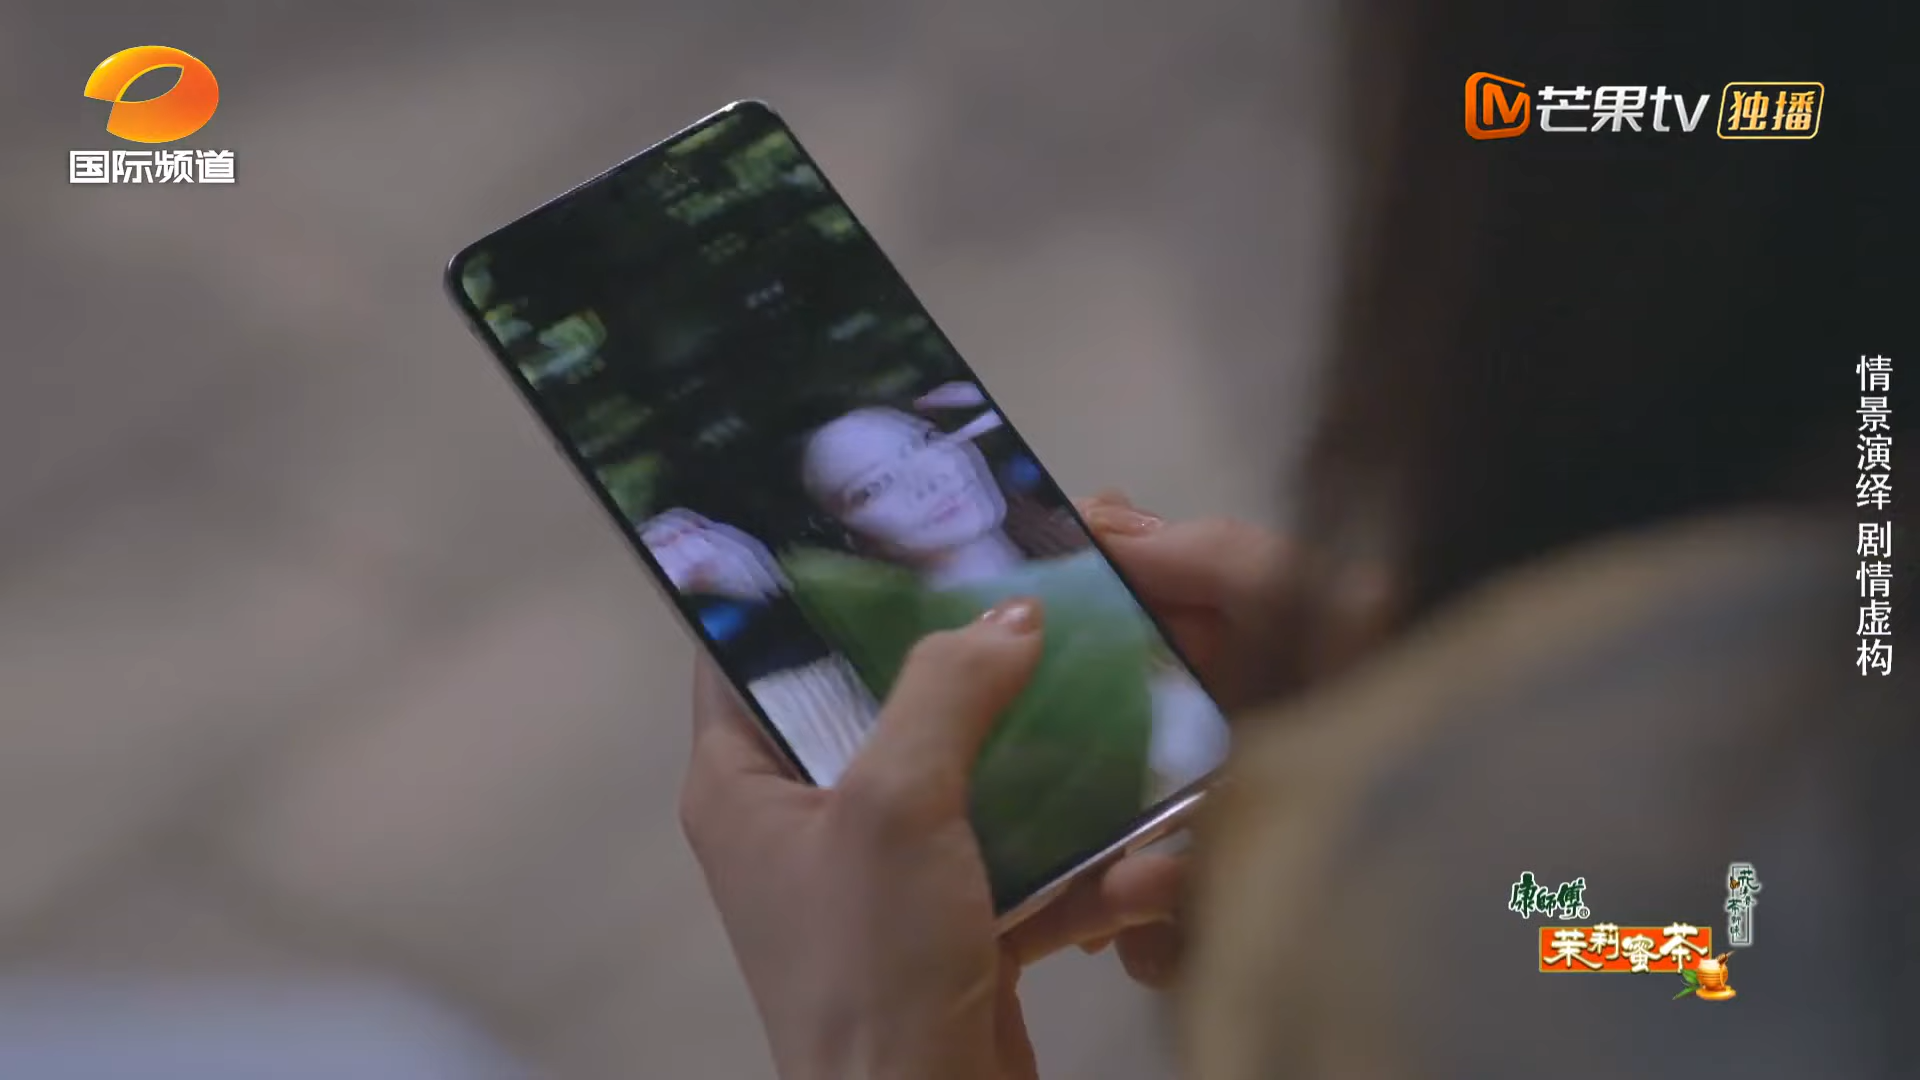 国际频道
芒果tv 独播
情景演绎 剧情虚构
康師傅
茉莉蜜茶